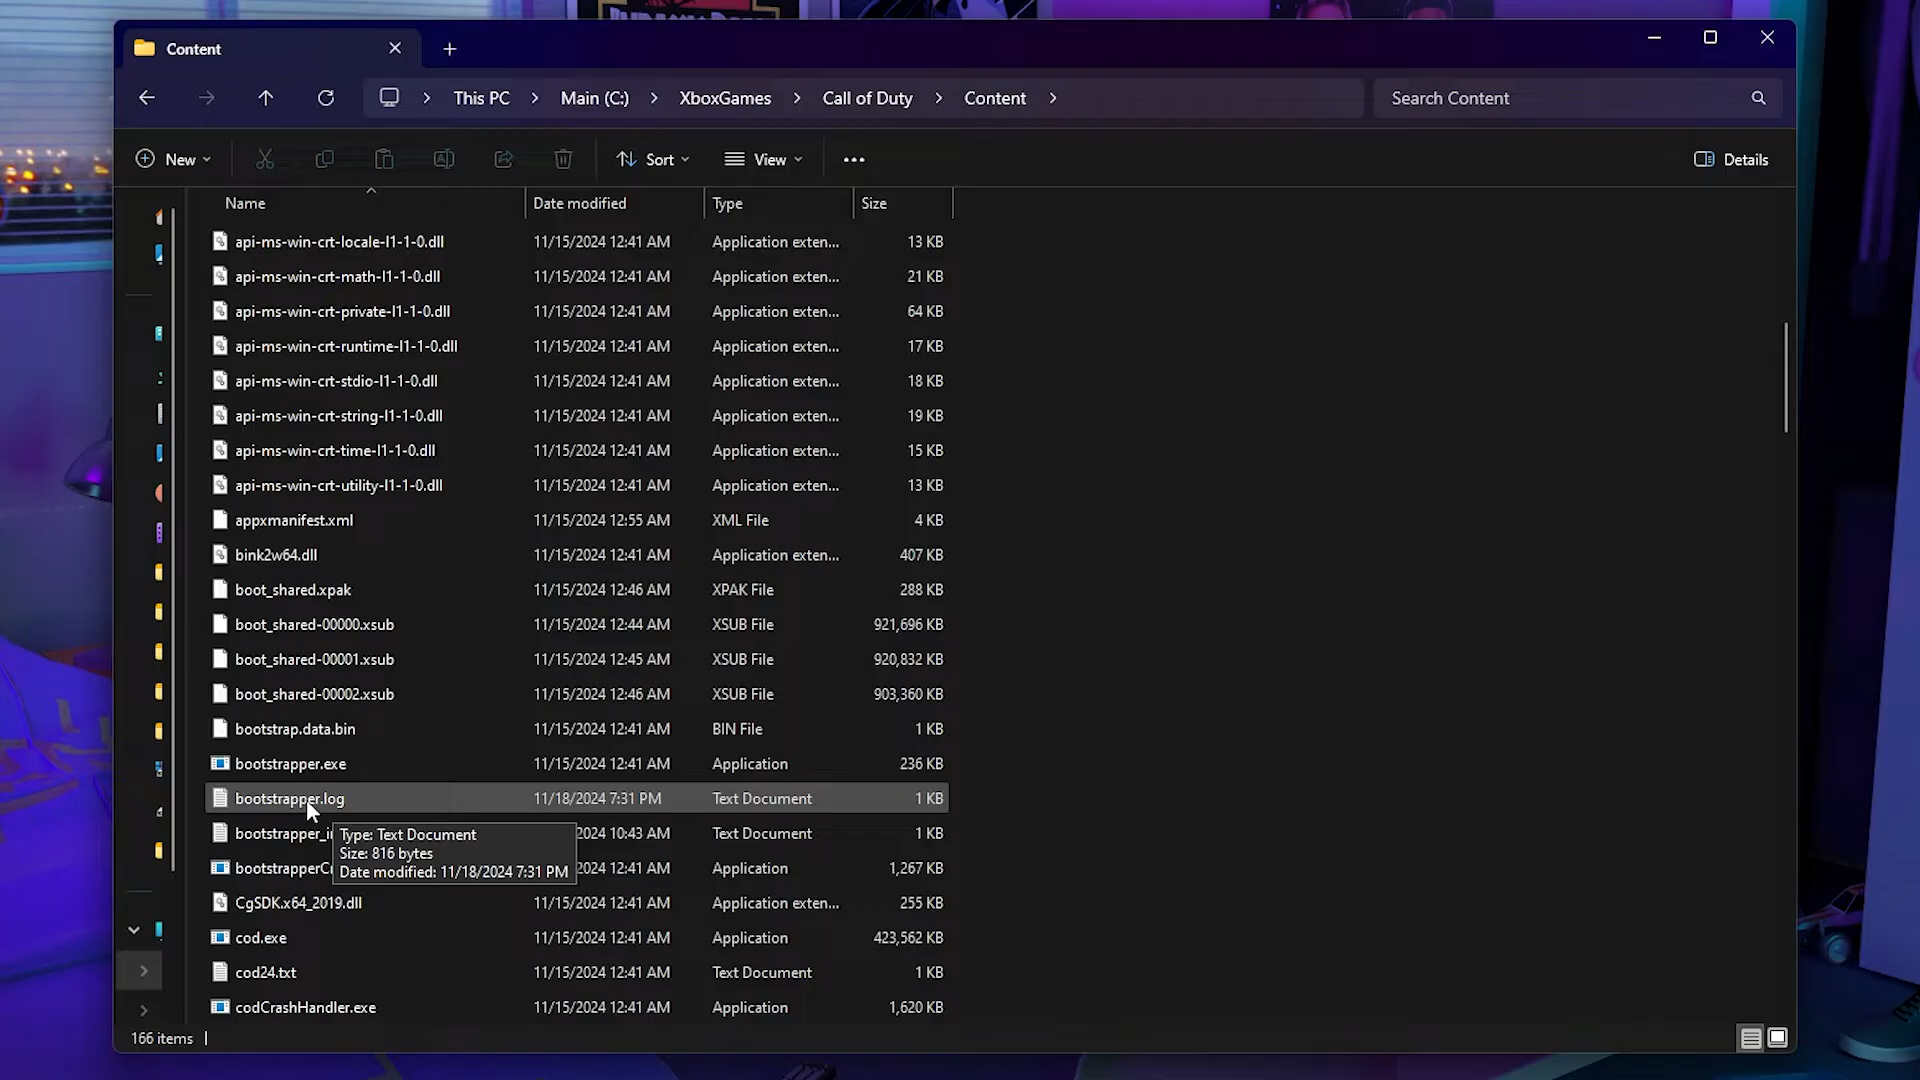 Content
This PC > Main (C:) > XboxGames > Call of Duty > Content >
Search Content
New
Sort
View
Details
Name Date modified Type Size
api-ms-win-crt-locale-l1-1-0.dll 11/15/2024 12:41 AM Application exten... 13 KB
api-ms-win-crt-math-l1-1-0.dll 11/15/2024 12:41 AM Application exten... 21 KB
api-ms-win-crt-private-l1-1-0.dll 11/15/2024 12:41 AM Application exten... 64 KB
api-ms-win-crt-runtime-l1-1-0.dll 11/15/2024 12:41 AM Application exten... 17 KB
api-ms-win-crt-stdio-l1-1-0.dll 11/15/2024 12:41 AM Application exten... 18 KB
api-ms-win-crt-string-l1-1-0.dll 11/15/2024 12:41 AM Application exten... 19 KB
api-ms-win-crt-time-l1-1-0.dll 11/15/2024 12:41 AM Application exten... 15 KB
api-ms-win-crt-utility-l1-1-0.dll 11/15/2024 12:41 AM Application exten... 13 KB
appxmanifest.xml 11/15/2024 12:55 AM XML File 4 KB
bink2w64.dll 11/15/2024 12:41 AM Application exten... 407 KB
boot_shared.xpak 11/15/2024 12:46 AM XPAK File 288 KB
boot_shared-00000.xsub 11/15/2024 12:44 AM XSUB File 921,696 KB
boot_shared-00001.xsub 11/15/2024 12:45 AM XSUB File 920,832 KB
boot_shared-00002.xsub 11/15/2024 12:46 AM XSUB File 903,360 KB
bootstrap.data.bin 11/15/2024 12:41 AM BIN File 1 KB
bootstrapper.exe 11/15/2024 12:41 AM Application 236 KB
bootstrapper.log 11/18/2024 7:31 PM Text Document 1 KB
bootstrapper_i 2024 10:43 AM Text Document 1 KB
Type: Text Document
Size: 816 bytes
Date modified: 11/18/2024 7:31 PM
bootstrapperC 2024 12:41 AM Application 1,267 KB
CgSDK.x64_2019.dll 11/15/2024 12:41 AM Application exten... 255 KB
cod.exe 11/15/2024 12:41 AM Application 423,562 KB
cod24.txt 11/15/2024 12:41 AM Text Document 1 KB
codCrashHandler.exe 11/15/2024 12:41 AM Application 1,620 KB
166 items